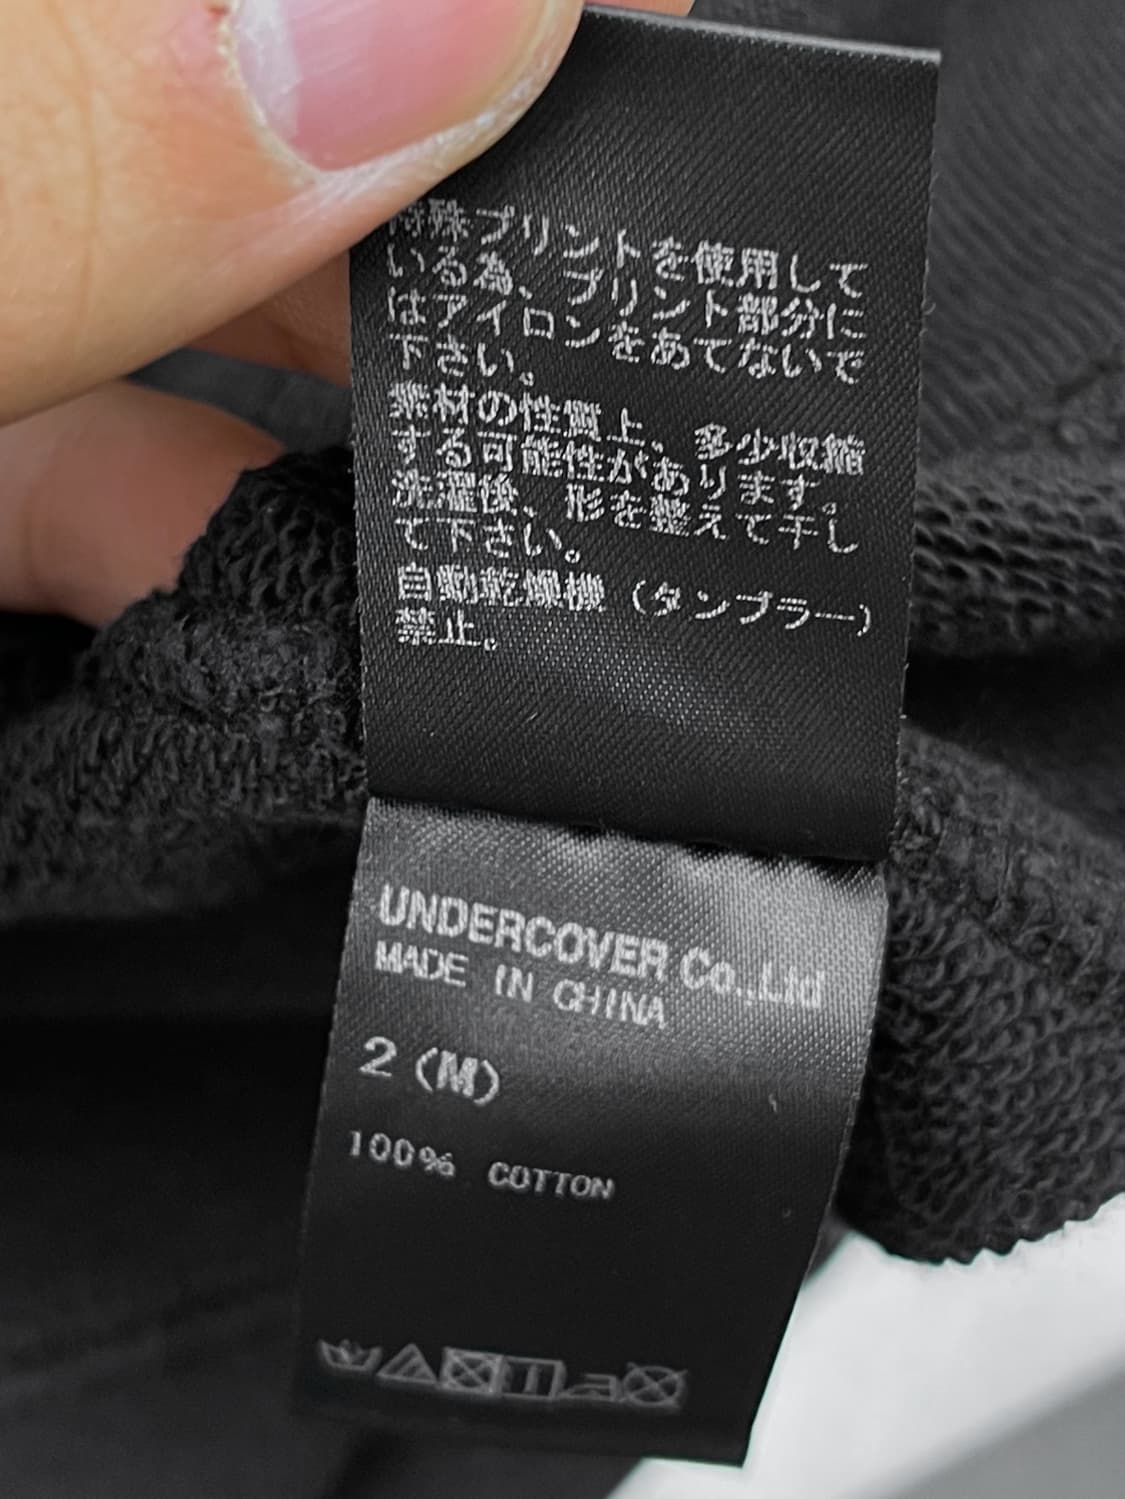 特殊プリントを使用して
いる為、プリント部分に
はアイロンをあてないで
下さい。
素材の性質上、多少収縮
する可能性があります。
洗濯後、形を整えて干し
て下さい。
自動乾燥機（タンブラー）
禁止。
UNDERCOVER Co.,Ltd
MADE IN CHINA
2 (M)
100% COTTON